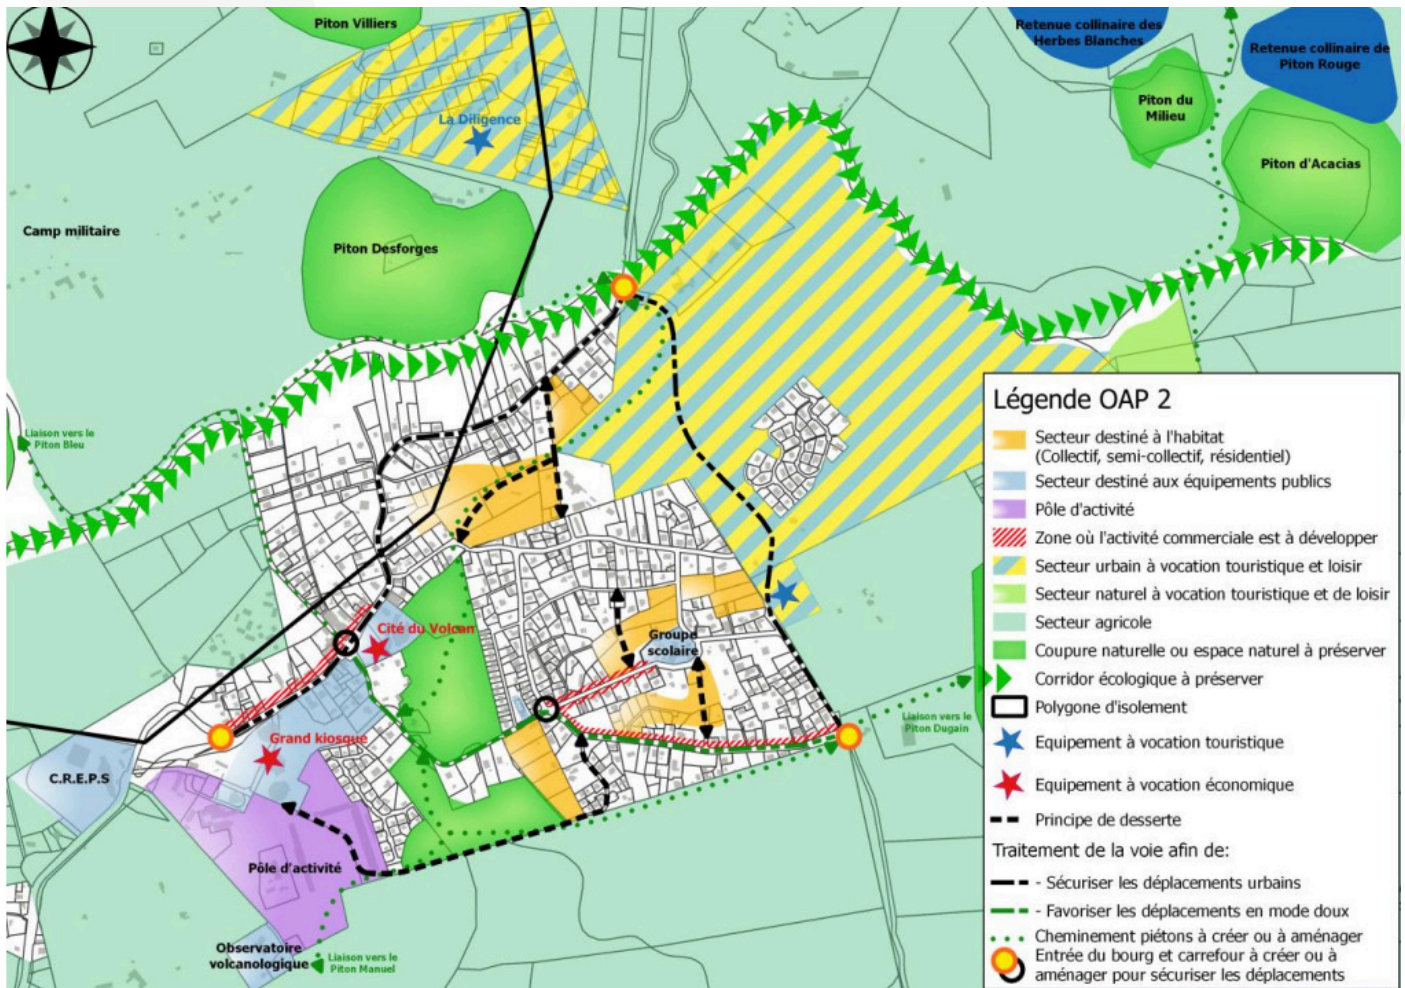 Piton Villiers
Retenue collinaire des
Herbes Blanches
Retenue collinaire de
Piton Rouge
La Diligence
Piton du
Milieu
Piton d'Acacias
Camp militaire
Piton Desforges
Liaison vers le
Piton Bleu
Cité du Volcan
Groupe
scolaire
Grand kiosque
C.R.E.P.S
Liaison vers le
Piton Dugain
Pôle d'activité
Observatoire
volcanologique
Liaison vers le
Piton Manuel
Légende OAP 2
Secteur destiné à l'habitat
(Collectif, semi-collectif, résidentiel)
Secteur destiné aux équipements publics
Pôle d'activité
Zone où l'activité commerciale est à développer
Secteur urbain à vocation touristique et loisir
Secteur naturel à vocation touristique et de loisir
Secteur agricole
Coupure naturelle ou espace naturel à préserver
Corridor écologique à préserver
Polygone d'isolement
Equipement à vocation touristique
Equipement à vocation économique
Principe de desserte
Traitement de la voie afin de:
- Sécuriser les déplacements urbains
- Favoriser les déplacements en mode doux
Cheminement piétons à créer ou à aménager
Entrée du bourg et carrefour à créer ou à
aménager pour sécuriser les déplacements